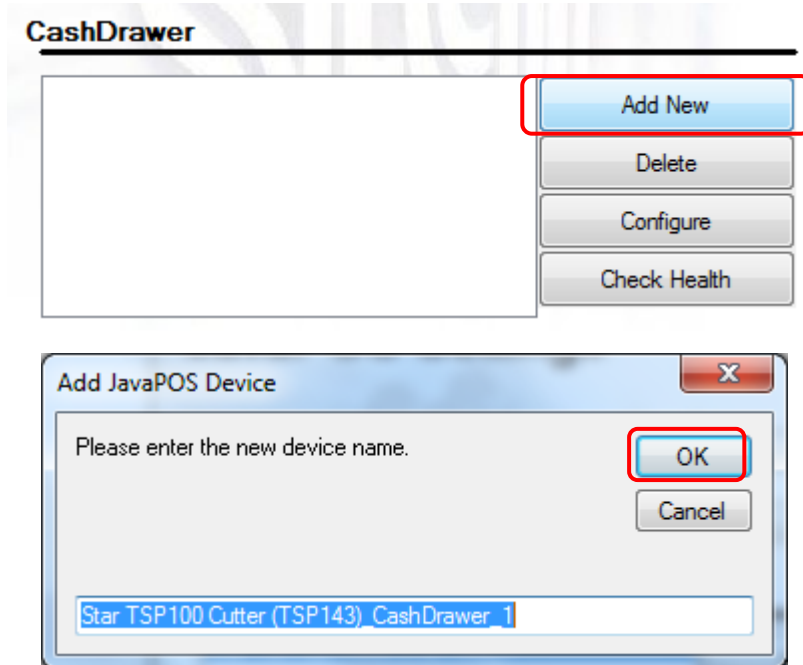 CashDrawer
Add New
Delete
Configure
Check Health
Add JavaPOS Device
Please enter the new device name.
OK
Cancel
Star TSP100 Cutter (TSP143)_CashDrawer_1